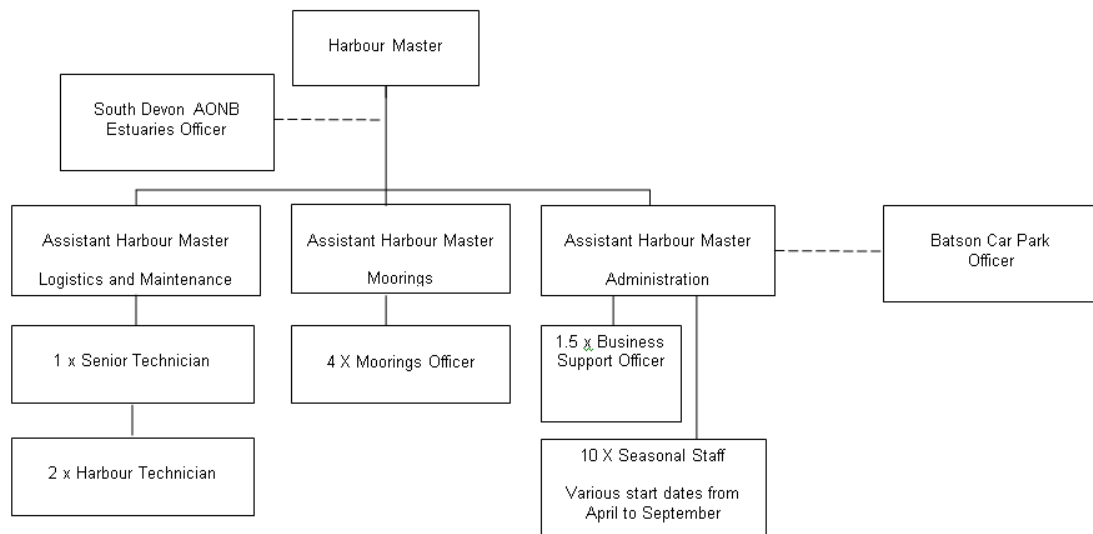 Harbour Master
South Devon AONB
Estuaries Officer
Assistant Harbour Master
Logistics and Maintenance
Assistant Harbour Master
Moorings
Assistant Harbour Master
Administration
Batson Car Park
Officer
1 x Senior Technician
4 X Moorings Officer
1.5 x Business
Support Officer
2 x Harbour Technician
10 X Seasonal Staff
Various start dates from
April to September